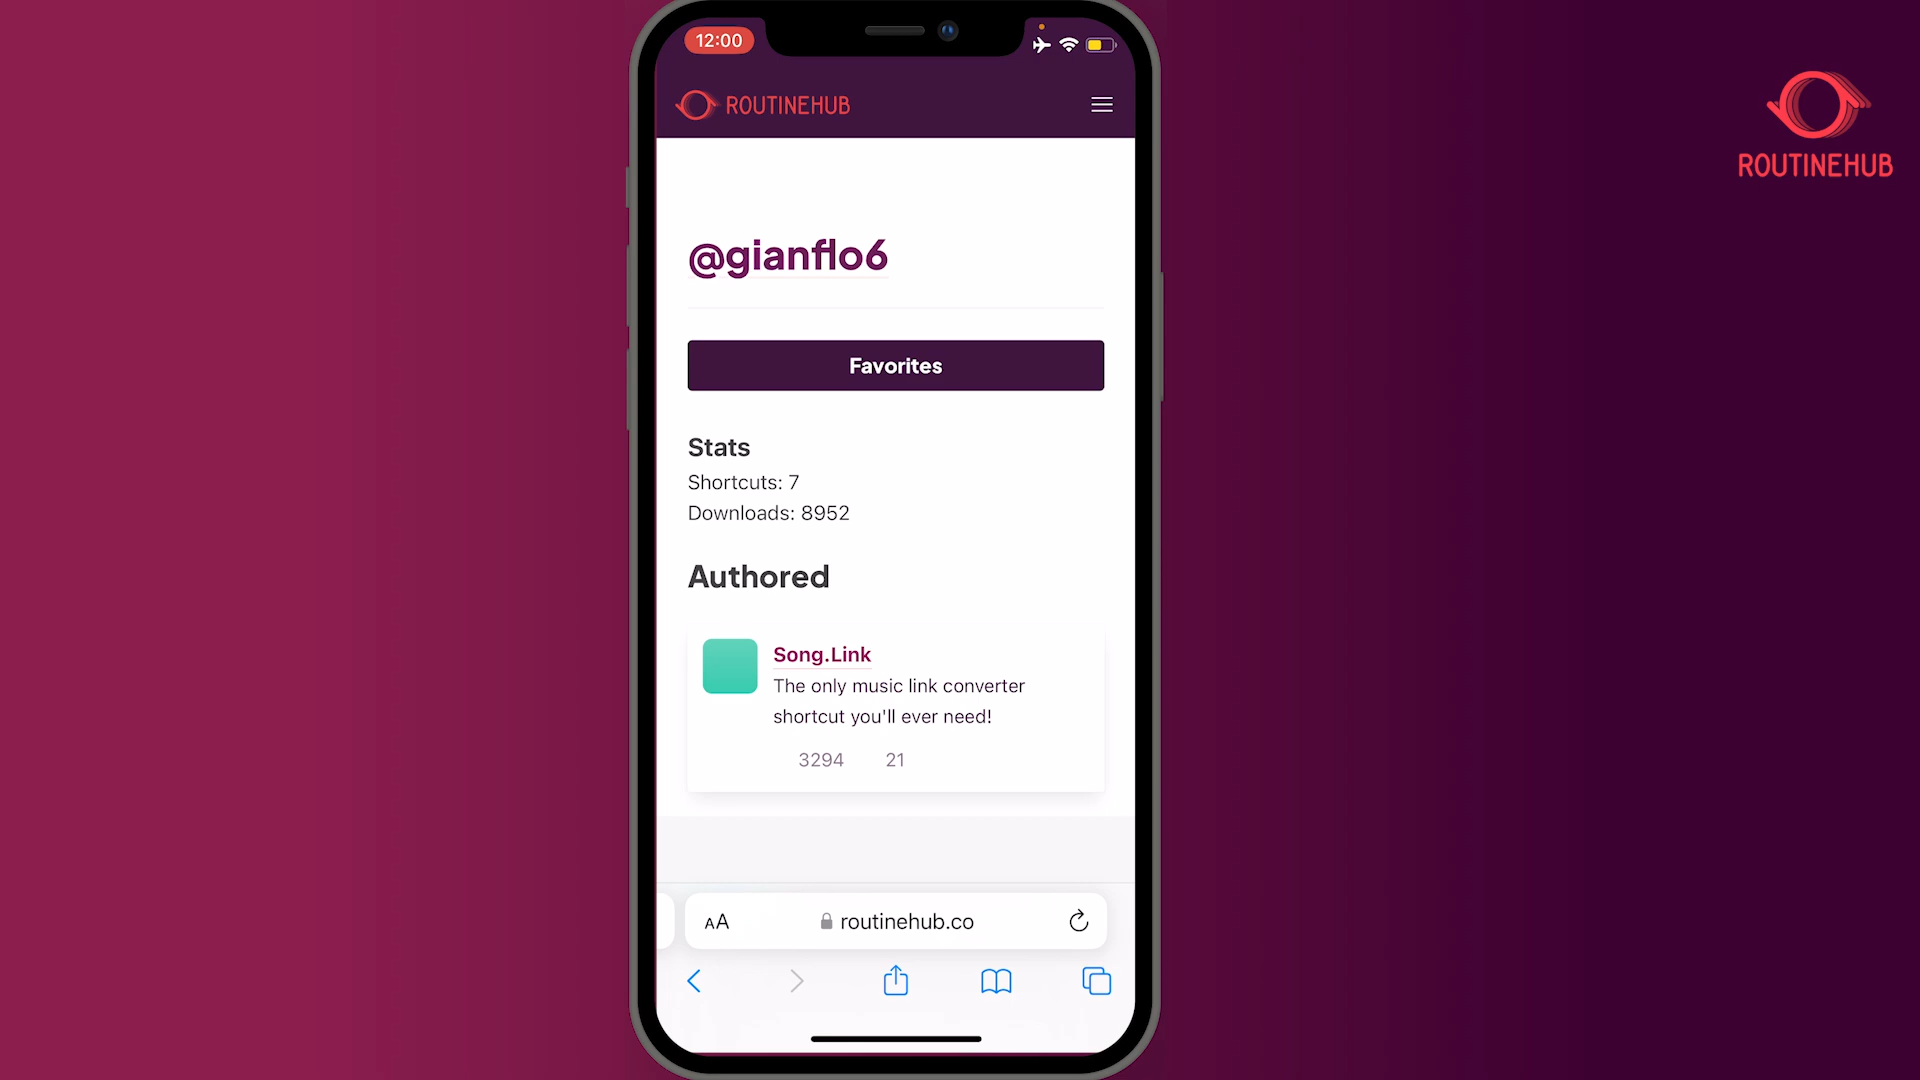 12:00
ROUTINEHUB
ROUTINEHUB
@gianflo6
Favorites
Stats
Shortcuts: 7
Downloads: 8952
Authored
Song.Link
The only music link converter
shortcut you'll ever need!
3294 21
AA routinehub.co